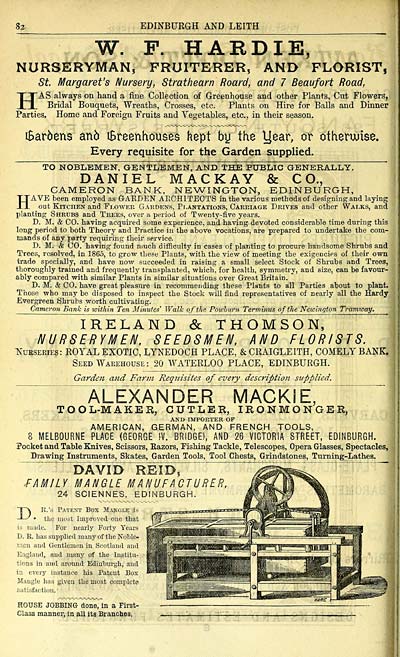 82
EDINBURGH AND LEITH
W. F. HARDIE,
NURSERYMAN, FRUITERER, AND FLORIST,
St. Margaret's Nursery, Strathearn Roard, and 7 Beaufort Road,
HAS always on hand a fine Collection of Greenhouse and other Plants, Cut Flowers,
Bridal Bouquets, Wreaths, Crosses, etc. Plants on Hire for Balls and Dinner
Parties. Home and Foreign Fruits and Vegetables, etc., in their season.
Gardens and Greenhouses kept by the Year, or otherwise.
Every requisite for the Garden supplied.
TO NOBLEMEN, GENTLEMEN, AND THE PUBLIC GENERALLY.
DANIEL MACKAY & CO.,
CAMERON BANK, NEWINGTON, EDINBURGH,
HAVE been employed as GARDEN ARCHITECTS in the various methods of designing and laying
out KITCHEN and FLOWER GARDENS, PLANTATIONS, CARRIAGE DRIVES and other WALKS, and
planting SHRUBS and TREES, over a period of Twenty-five years.
D. M. & CO. having acquired some experience, and having devoted considerable time during this
long period to both Theory and Practice in the above vocations, are prepared to undertake the com-
mands of any party requiring their service.
D. M. & CO. having found much difficulty in cases of planting to procure handsome Shrubs and
Trees, resolved, in 1865, to grow these Plants, with the view of meeting the exigencies of their own
trade specially, and have now succeeded in raising a small select Stock of Shrubs and Trees,
thoroughly trained and frequently transplanted, which, for health, symmetry, and size, can be favour-
ably compared with similar Plants in similar situations over Great Britain.
D. M. & CO. have great pleasure in recommending these Plants to all Parties about to plant.
Those who may be disposed to inspect the Stock will find representatives of nearly all the Hardy
Evergreen Shrubs worth cultivating.
Cameron Bank is within Ten Minutes' Walk of the Powburn Terminus of the Newington Tramway.
IRELAND & THOMSON,
NURSERYMEN, SEEDSMEN, AND FLORISTS.
NURSERIES: ROYAL EXOTIC, LYNEDOCH PLACE, & CRAIGLEITH, COMELY BANK.
SEED WAREHOUSE: 20 WATERLOO PLACE, EDINBURGH.
Garden and Farm Requisites of every description supplied.
ALEXANDER MACKIE,
TOOL-MAKER, CUTLER, IRONMONGER,
AND IMPORTER OF
AMERICAN, GERMAN, AND FRENCH TOOLS.
8 MELBOURNE PLACE (GEORGE IV. BRIDGE), AND 26 VICTORIA STREET, EDINBURGH.
Pocket and Table Knives, Scissors, Razors, Fishing Tackle, Telescopes, Opera Glasses, Spectacles,
Drawing Instruments, Skates, Garden Tools, Tool Chests, Grindstones, Turning-Lathes.
DAVID REID,
FAMILY MANGLE MANUFACTURER,
24 SCIENNES, EDINBURGH.
D. R.'S PATENT BOX MANGLE is
the most Improved one that
is made. For nearly Forty Years
D. R. has supplied many of the Noble-
men and Gentlemen in Scotland and
England, and many of the Institu-
tions in and around Edinburgh, and
in every instance his Patent Box
Mangle has given the most complete
satisfaction.
HOUSE JOBBING done, in a First-
Class manner, in all its Branches.